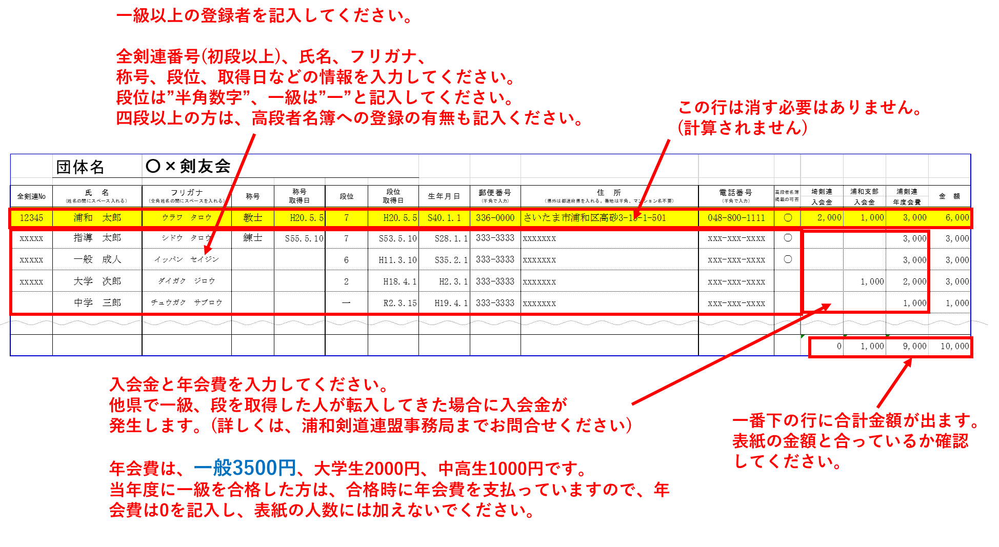 一級以上の登録者を記入してください。
全剣連番号(初段以上)、氏名、フリガナ、
称号、段位、取得日などの情報を入力してください。
段位は”半角数字”、一級は”一”と記入してください。
四段以上の方は、高段者名簿への登録の有無も記入ください。
この行は消す必要はありません。
(計算されません)
団体名 〇×剣友会
全剣連No 氏 名 フリガナ 称号 称号 段位 段位 生年月日 郵便番号 住 所 電話番号 高段者名簿 埼剣連 浦和支部 浦剣連 金 額
(姓名の間にスペース入れる) (全角姓名の間にスペースを入れる) 取得日 取得日 (半角で入力) (県外は都道府県を入れる。番地は半角、マンション名不要) (半角で入力) 掲載の可否 入会金 入会金 年度会費
12345 浦和 太郎 ウラワ タロウ 教士 H20.5.5 7 H20.5.5 S40.1.1 336-0000 さいたま市浦和区高砂3-1 -1-501 048-800-1111 〇 2,000 1,000 3,000 6,000
xxxxx 指導 太郎 シドウ タロウ 錬士 S55.5.10 7 S53.5.10 S28.1.1 333-3333 xxxxxxx xxx-xxx-xxxx 〇 3,000 3,000
xxxxx 一般 成人 イッパン セイジン 6 H11.3.10 S35.2.1 333-3333 xxxxxxx xxx-xxx-xxxx 〇 3,000 3,000
xxxxx 大学 次郎 ダイガク ジロウ 2 H18.4.1 H2.3.1 333-3333 xxxxxxx xxx-xxx-xxxx 1,000 2,000 3,000
中学 三郎 チュウガク サブロウ 一 R2.3.15 H19.4.1 333-3333 xxxxxxx xxx-xxx-xxxx 1,000 1,000
0 1,000 9,000 10,000
入会金と年会費を入力してください。
他県で一級、段を取得した人が転入してきた場合に入会金が
発生します。(詳しくは、浦和剣道連盟事務局までお問合せください)
一番下の行に合計金額が出ます。
表紙の金額と合っているか確認
してください。
年会費は、一般3500円、大学生2000円、中高生1000円です。
当年度に一級を合格した方は、合格時に年会費を支払っていますので、年
会費は0を記入し、表紙の人数には加えないでください。